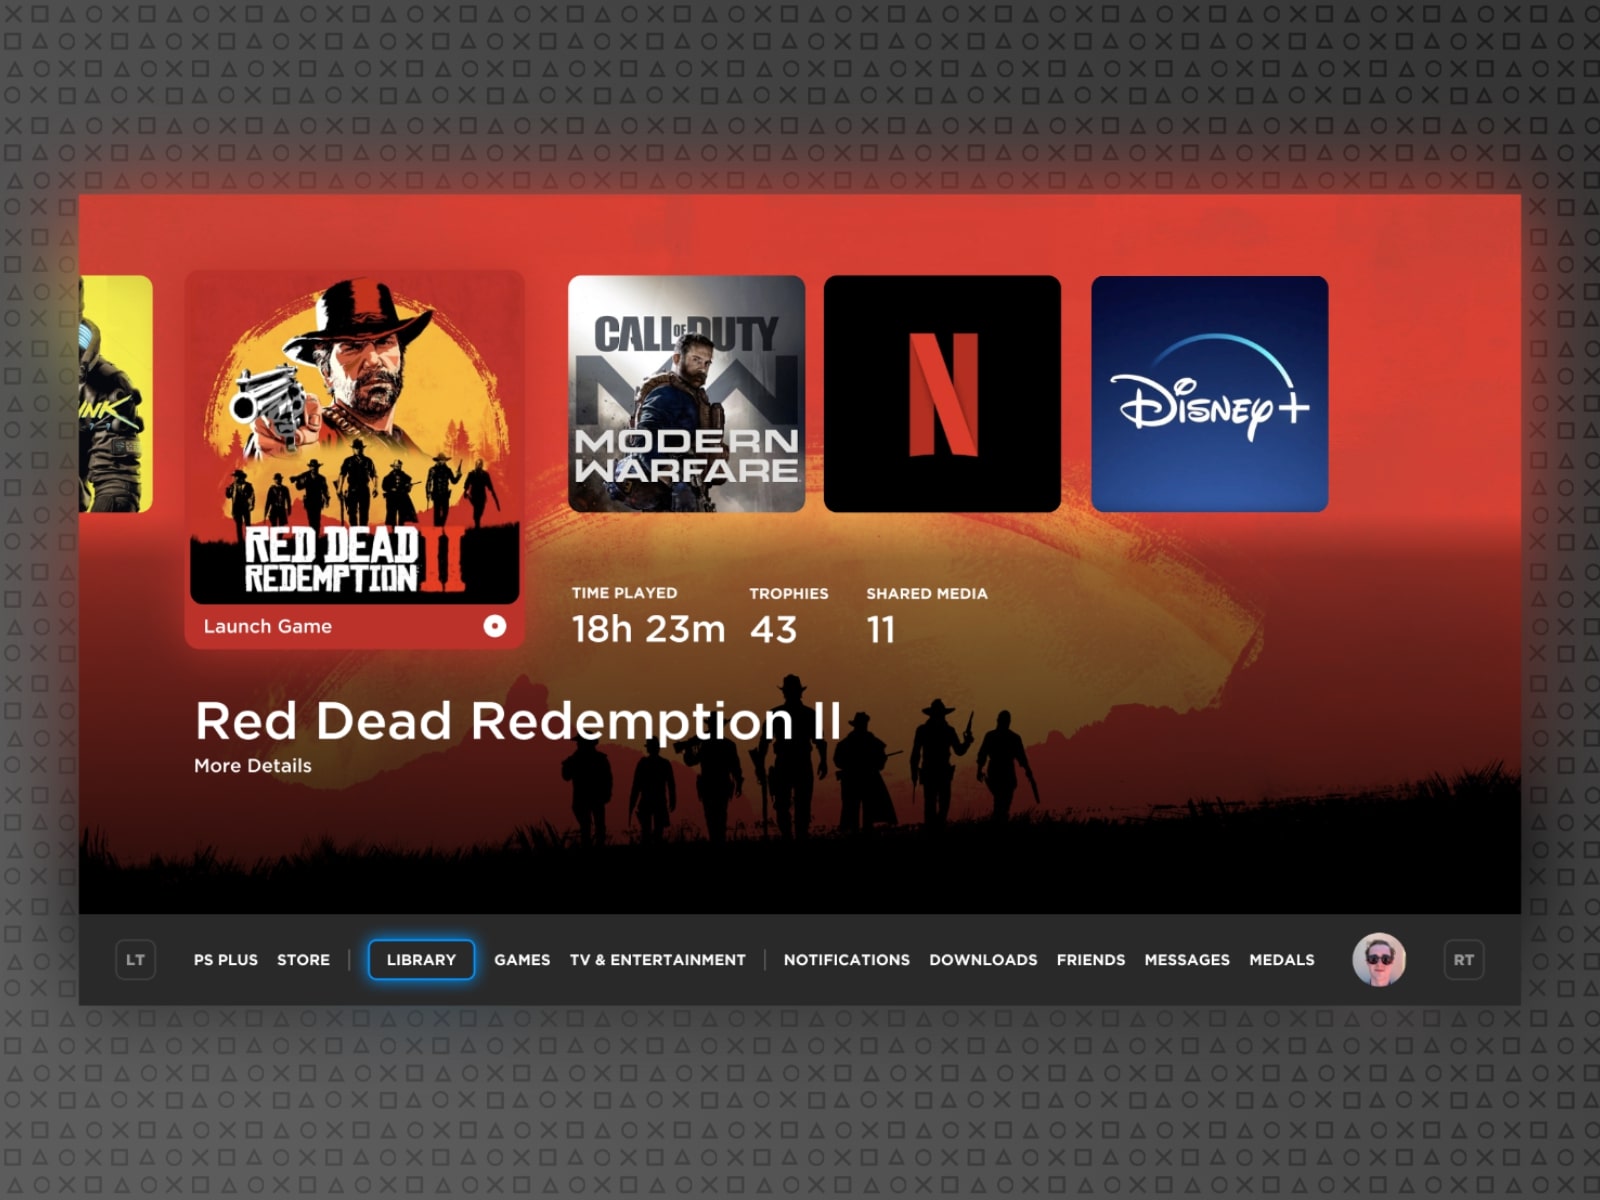 CALL OF DUTY
MODERN
WARFARE
N
Disney+
RED DEAD
REDEMPTION II
Launch Game
TIME PLAYED
18h 23m
TROPHIES
43
SHARED MEDIA
11
Red Dead Redemption II
More Details
LT
PS PLUS
STORE
LIBRARY
GAMES
TV & ENTERTAINMENT
NOTIFICATIONS
DOWNLOADS
FRIENDS
MESSAGES
MEDALS
RT